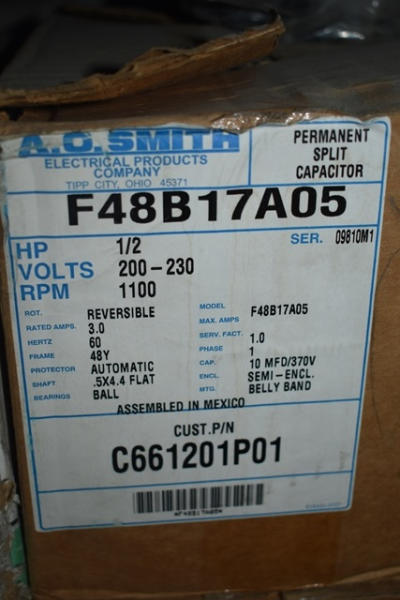 A.O. SMITH
ELECTRICAL PRODUCTS
COMPANY
TIPP CITY, OHIO 45371
PERMANENT
SPLIT
CAPACITOR
F48B17A05
SER. 09810M1
HP 1/2
VOLTS 200-230
RPM 1100
ROT. REVERSIBLE MODEL F48B17A05
RATED AMPS. 3.0 MAX. AMPS
HERTZ 60 SERV. FACT. 1.0
FRAME 48Y PHASE 1
PROTECTOR AUTOMATIC CAP. 10 MFD/370V
SHAFT .5X4.4 FLAT ENCL. SEMI-ENCL.
BEARINGS BALL MTG. BELLY BAND
ASSEMBLED IN MEXICO
CUST.P/N
C661201P01
*F48B17A05*